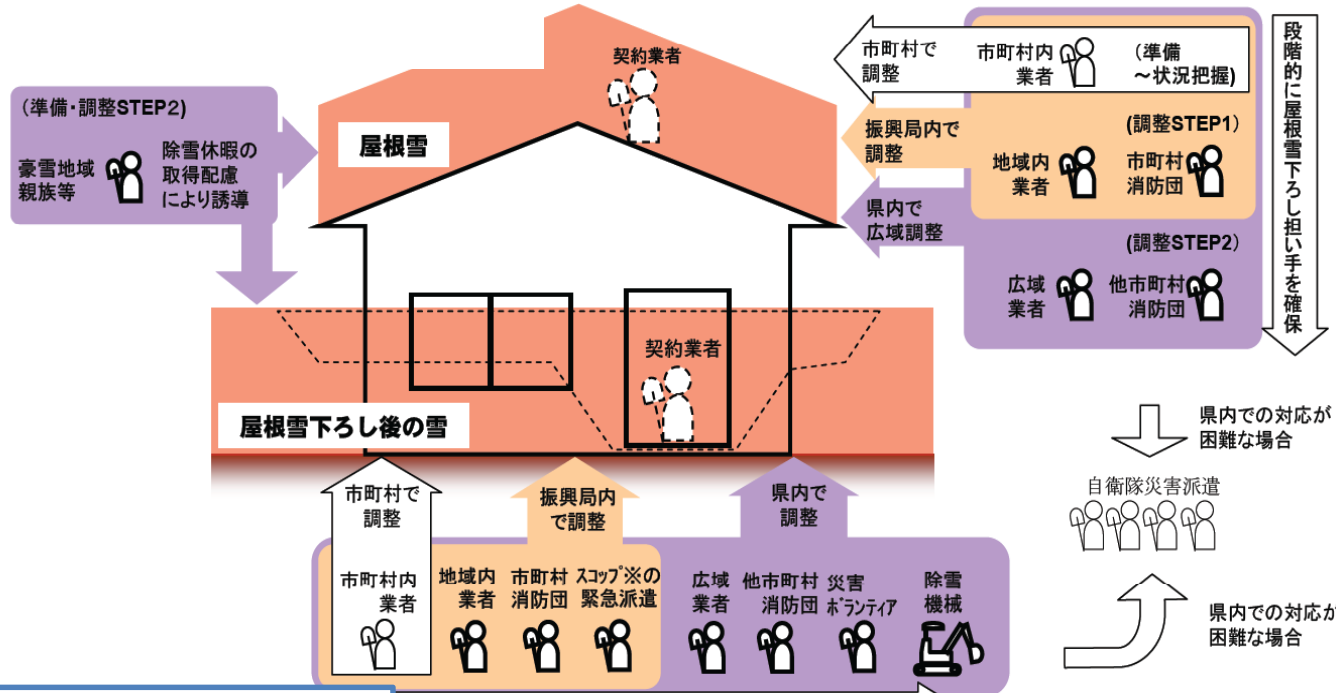 契約業者
屋根雪
(準備・調整STEP2)
豪雪地域
親族等
除雪休暇の
取得配慮
により誘導
市町村で
調整
市町村内
業者
(準備
~状況把握)
振興局内で
調整
(調整STEP1)
地域内
業者
市町村
消防団
県内で
広域調整
(調整STEP2)
広域
業者
他市町村
消防団
段階的に屋根雪下ろし担い手を確保
契約業者
屋根雪下ろし後の雪
県内での対応が
困難な場合
自衛隊災害派遣
県内での対応が
困難な場合
市町村で
調整
振興局内
で調整
県内で
調整
市町村内
業者
地域内
業者
市町村
消防団
スコップ※の
緊急派遣
広域
業者
他市町村
消防団
災害
ボランティア
除雪
機械